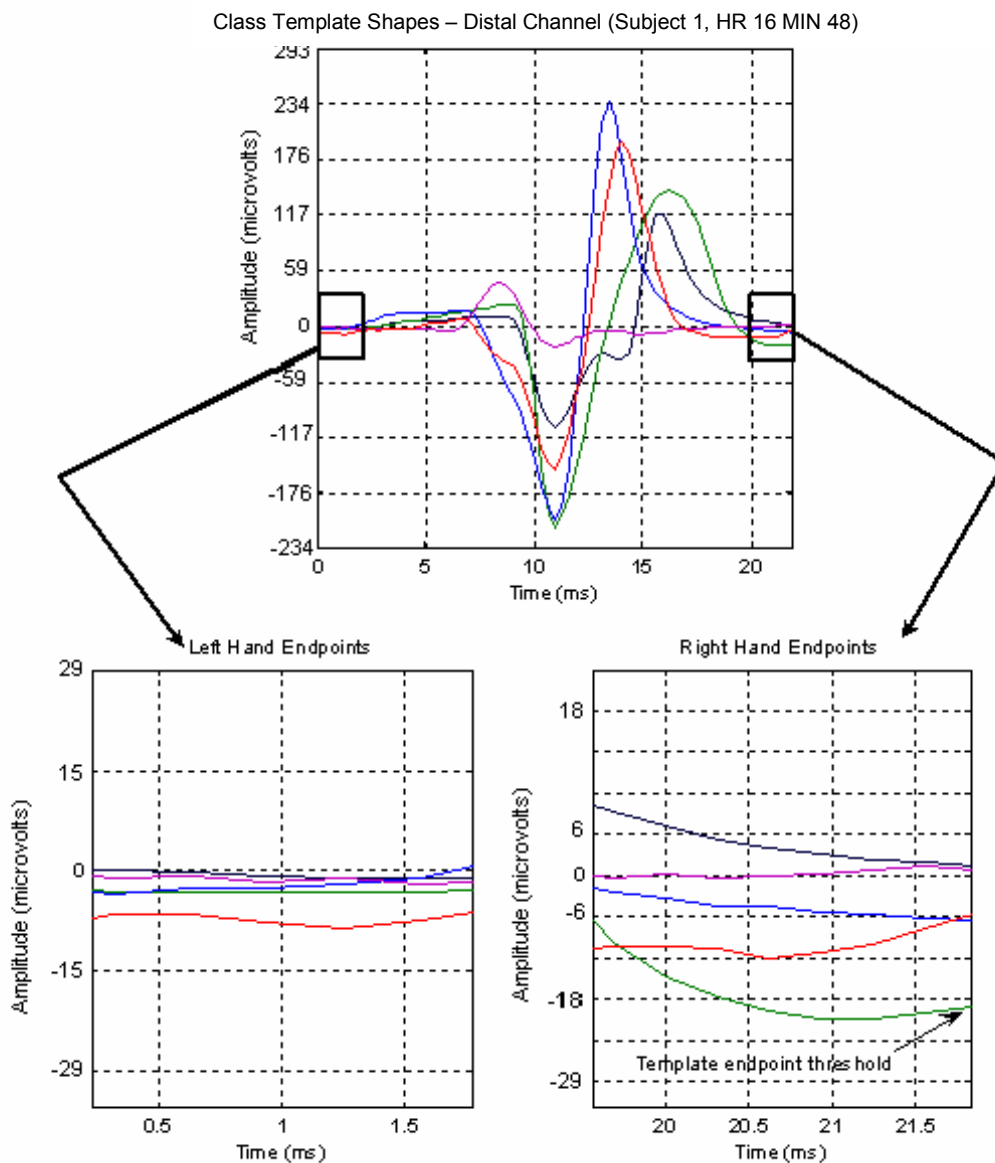 Class Template Shapes – Distal Channel (Subject 1, HR 16 MIN 48)
293
234
176
117
59
0
-59
-117
-176
-234
Amplitude (microvolts)
0 5 10 15 20
Time (ms)
Left Hand Endpoints
29
15
0
-15
-29
Amplitude (microvolts)
0.5 1 1.5
Time (ms)
Right Hand Endpoints
18
6
0
-6
-18
-29
Amplitude (microvolts)
Template endpoint threshold
20 20.5 21 21.5
Time (ms)